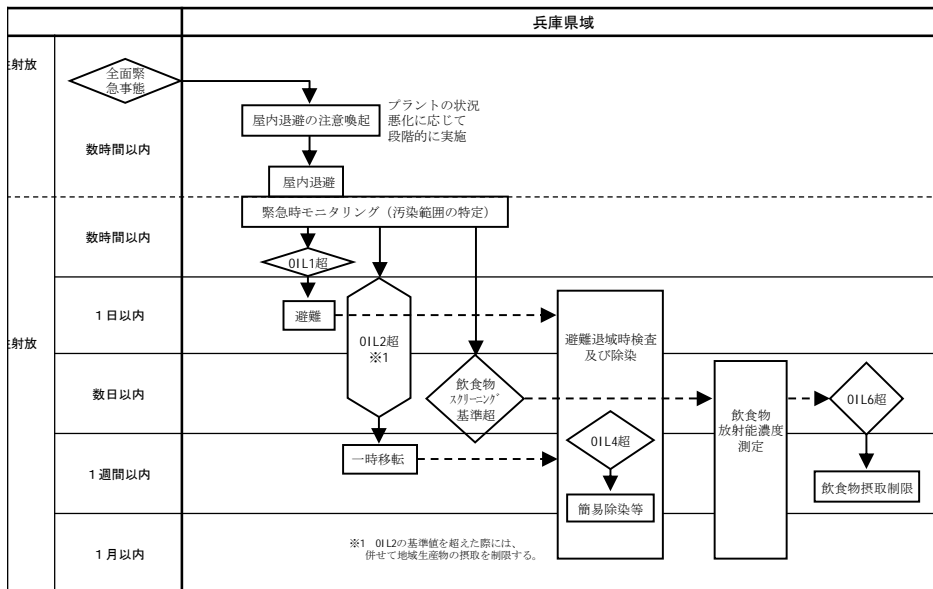 兵庫県域
射放
全面緊
急事態
屋内退避の注意喚起
プラントの状況
悪化に応じて
段階的に実施
数時間以内
屋内退避
緊急時モニタリング（汚染範囲の特定）
数時間以内
OIL1超
1日以内
避難
射放
OIL2超
※1
避難退域時検査
及び除染
数日以内
飲食物
ｽｸﾘｰﾆﾝｸﾞ
基準超
OIL4超
飲食物
放射能濃度
測定
OIL6超
1週間以内
一時移転
簡易除染等
飲食物摂取制限
1月以内
※1　OIL2の基準値を超えた際には、
併せて地域生産物の摂取を制限する。